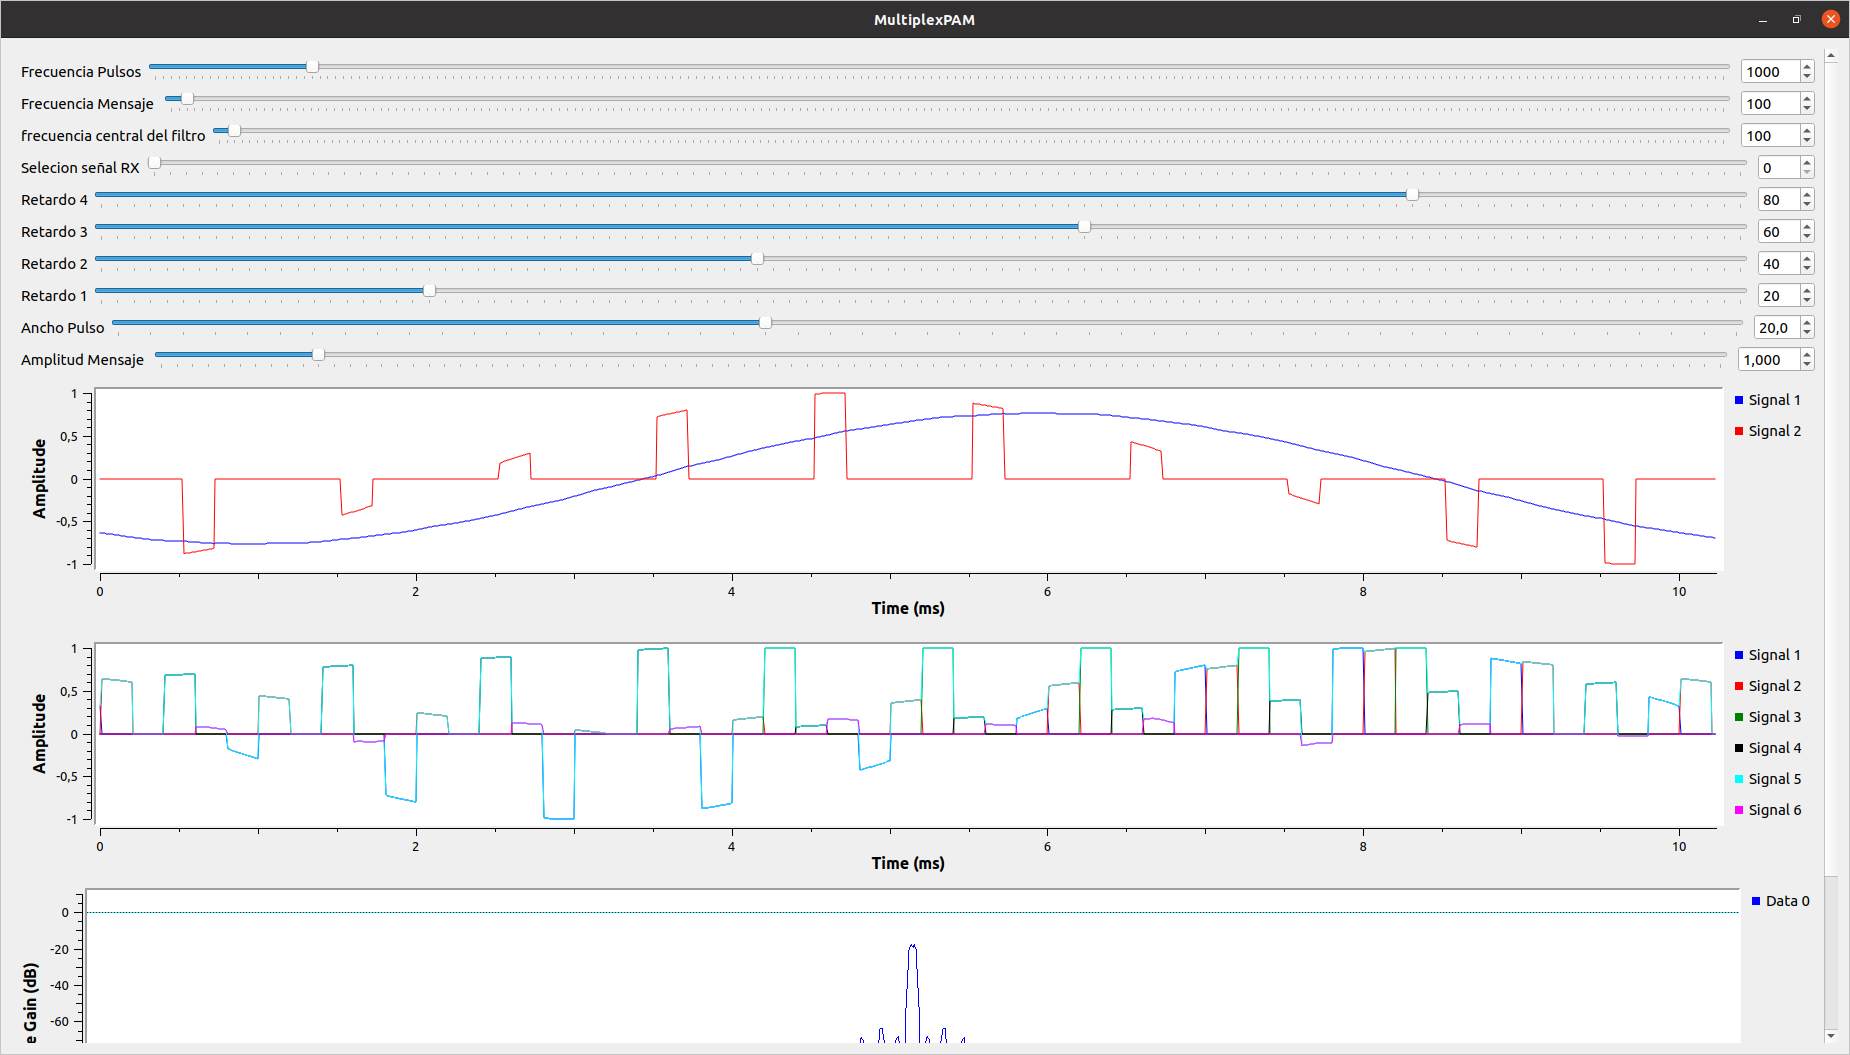 MultiplexPAM
Frecuencia Pulsos 1000
Frecuencia Mensaje 100
frecuencia central del filtro 100
Selecion señal RX 0
Retardo 4 80
Retardo 3 60
Retardo 2 40
Retardo 1 20
Ancho Pulso 20,0
Amplitud Mensaje 1,000
Amplitude
1
0,5
0
-0,5
-1
0 2 4 6 8 10
Time (ms)
Signal 1
Signal 2
Amplitude
1
0,5
0
-0,5
-1
0 2 4 6 8 10
Time (ms)
Signal 1
Signal 2
Signal 3
Signal 4
Signal 5
Signal 6
e Gain (dB)
0
-20
-40
-60
Data 0